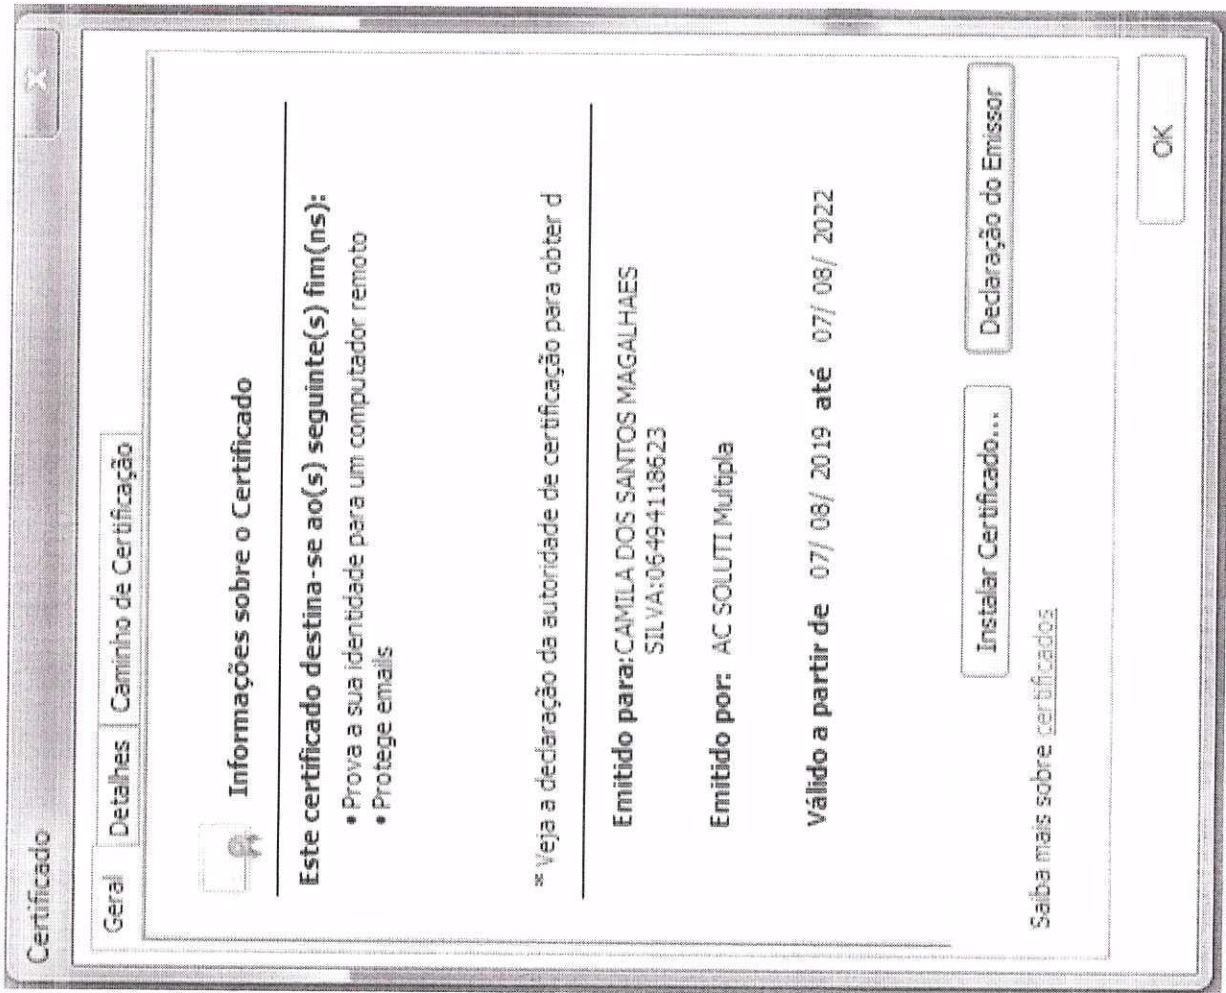 Certificado
X
Geral
Detalhes
Caminho de Certificação
Informações sobre o Certificado
Este certificado destina-se ao(s) seguinte(s) fim(ns):
• Prova a sua identidade para um computador remoto
• Protege emails
* Veja a declaração da autoridade de certificação para obter d
Emitido para: CAMILA DOS SANTOS MAGALHAES
SILVA:06494118623
Emitido por: AC SOLUTI Multipla
Válido a partir de 07/ 08/ 2019 até 07/ 08/ 2022
Instalar Certificado...
Declaração do Emissor
Saiba mais sobre certificados
OK